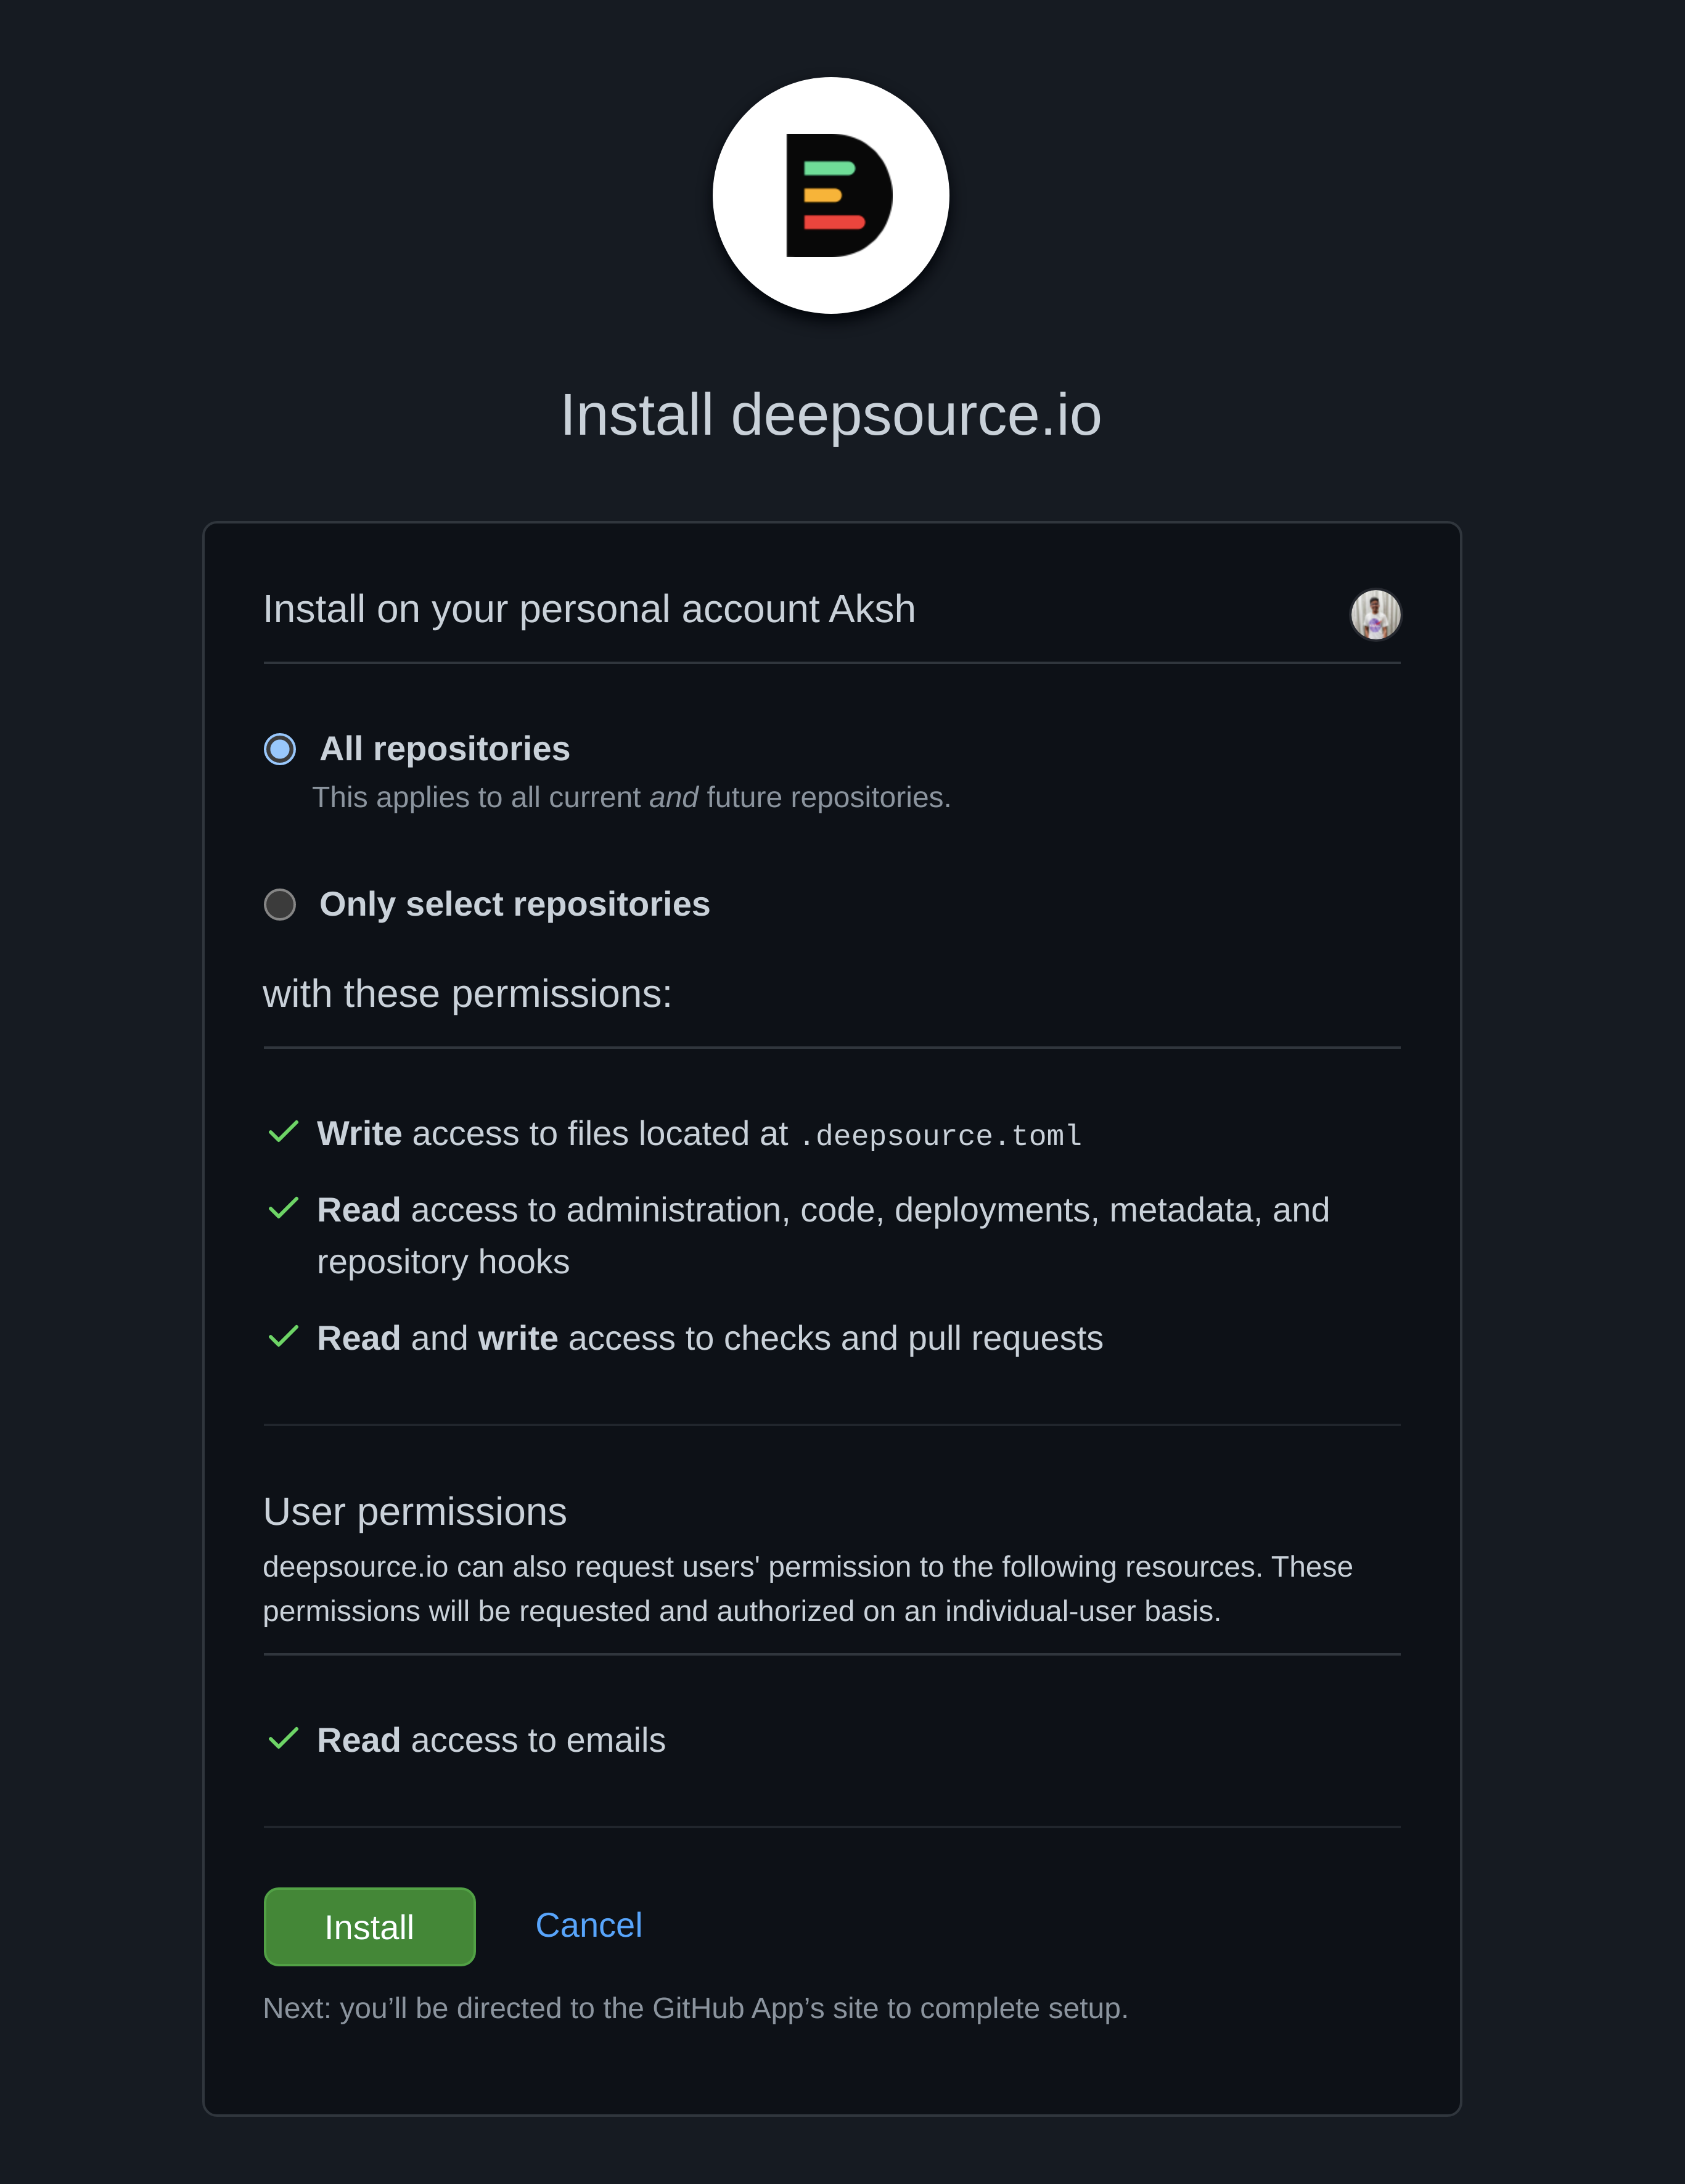 Install deepsource.io
Install on your personal account Aksh
All repositories
This applies to all current and future repositories.
Only select repositories
with these permissions:
Write access to files located at .deepsource.toml
Read access to administration, code, deployments, metadata, and
repository hooks
Read and write access to checks and pull requests
User permissions
deepsource.io can also request users' permission to the following resources. These
permissions will be requested and authorized on an individual-user basis.
Read access to emails
Install Cancel
Next: you’ll be directed to the GitHub App’s site to complete setup.